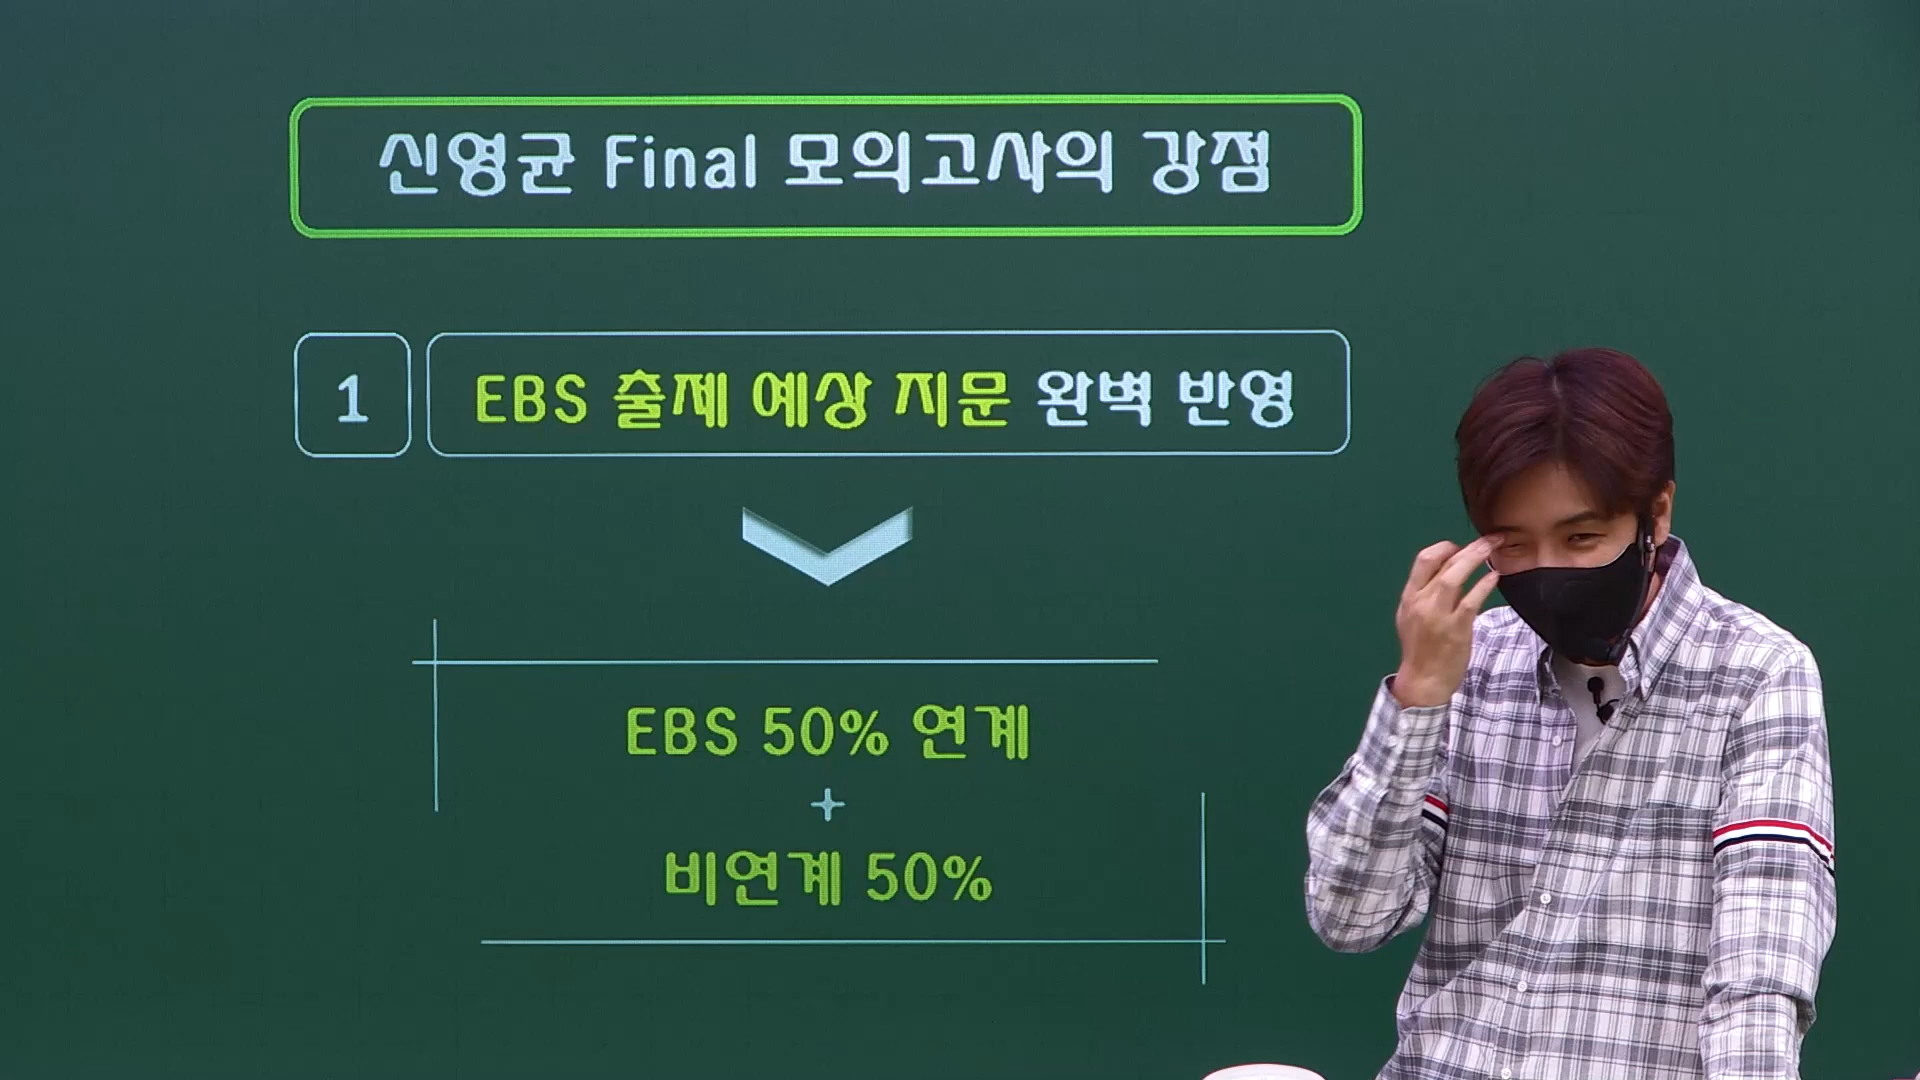 신영균 Final 모의고사의 강점
1 EBS 출제 예상 지문 완벽 반영
EBS 50% 연계
+
비연계 50%